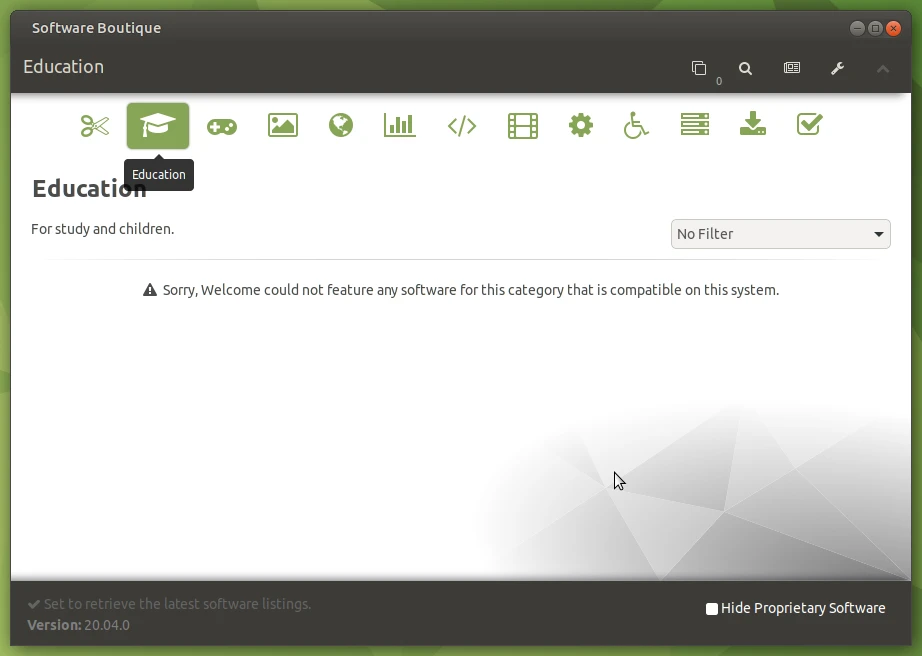 Software Boutique
Education
0
Education
Education
For study and children.
No Filter
Sorry, Welcome could not feature any software for this category that is compatible on this system.
Set to retrieve the latest software listings.
Version: 20.04.0
Hide Proprietary Software